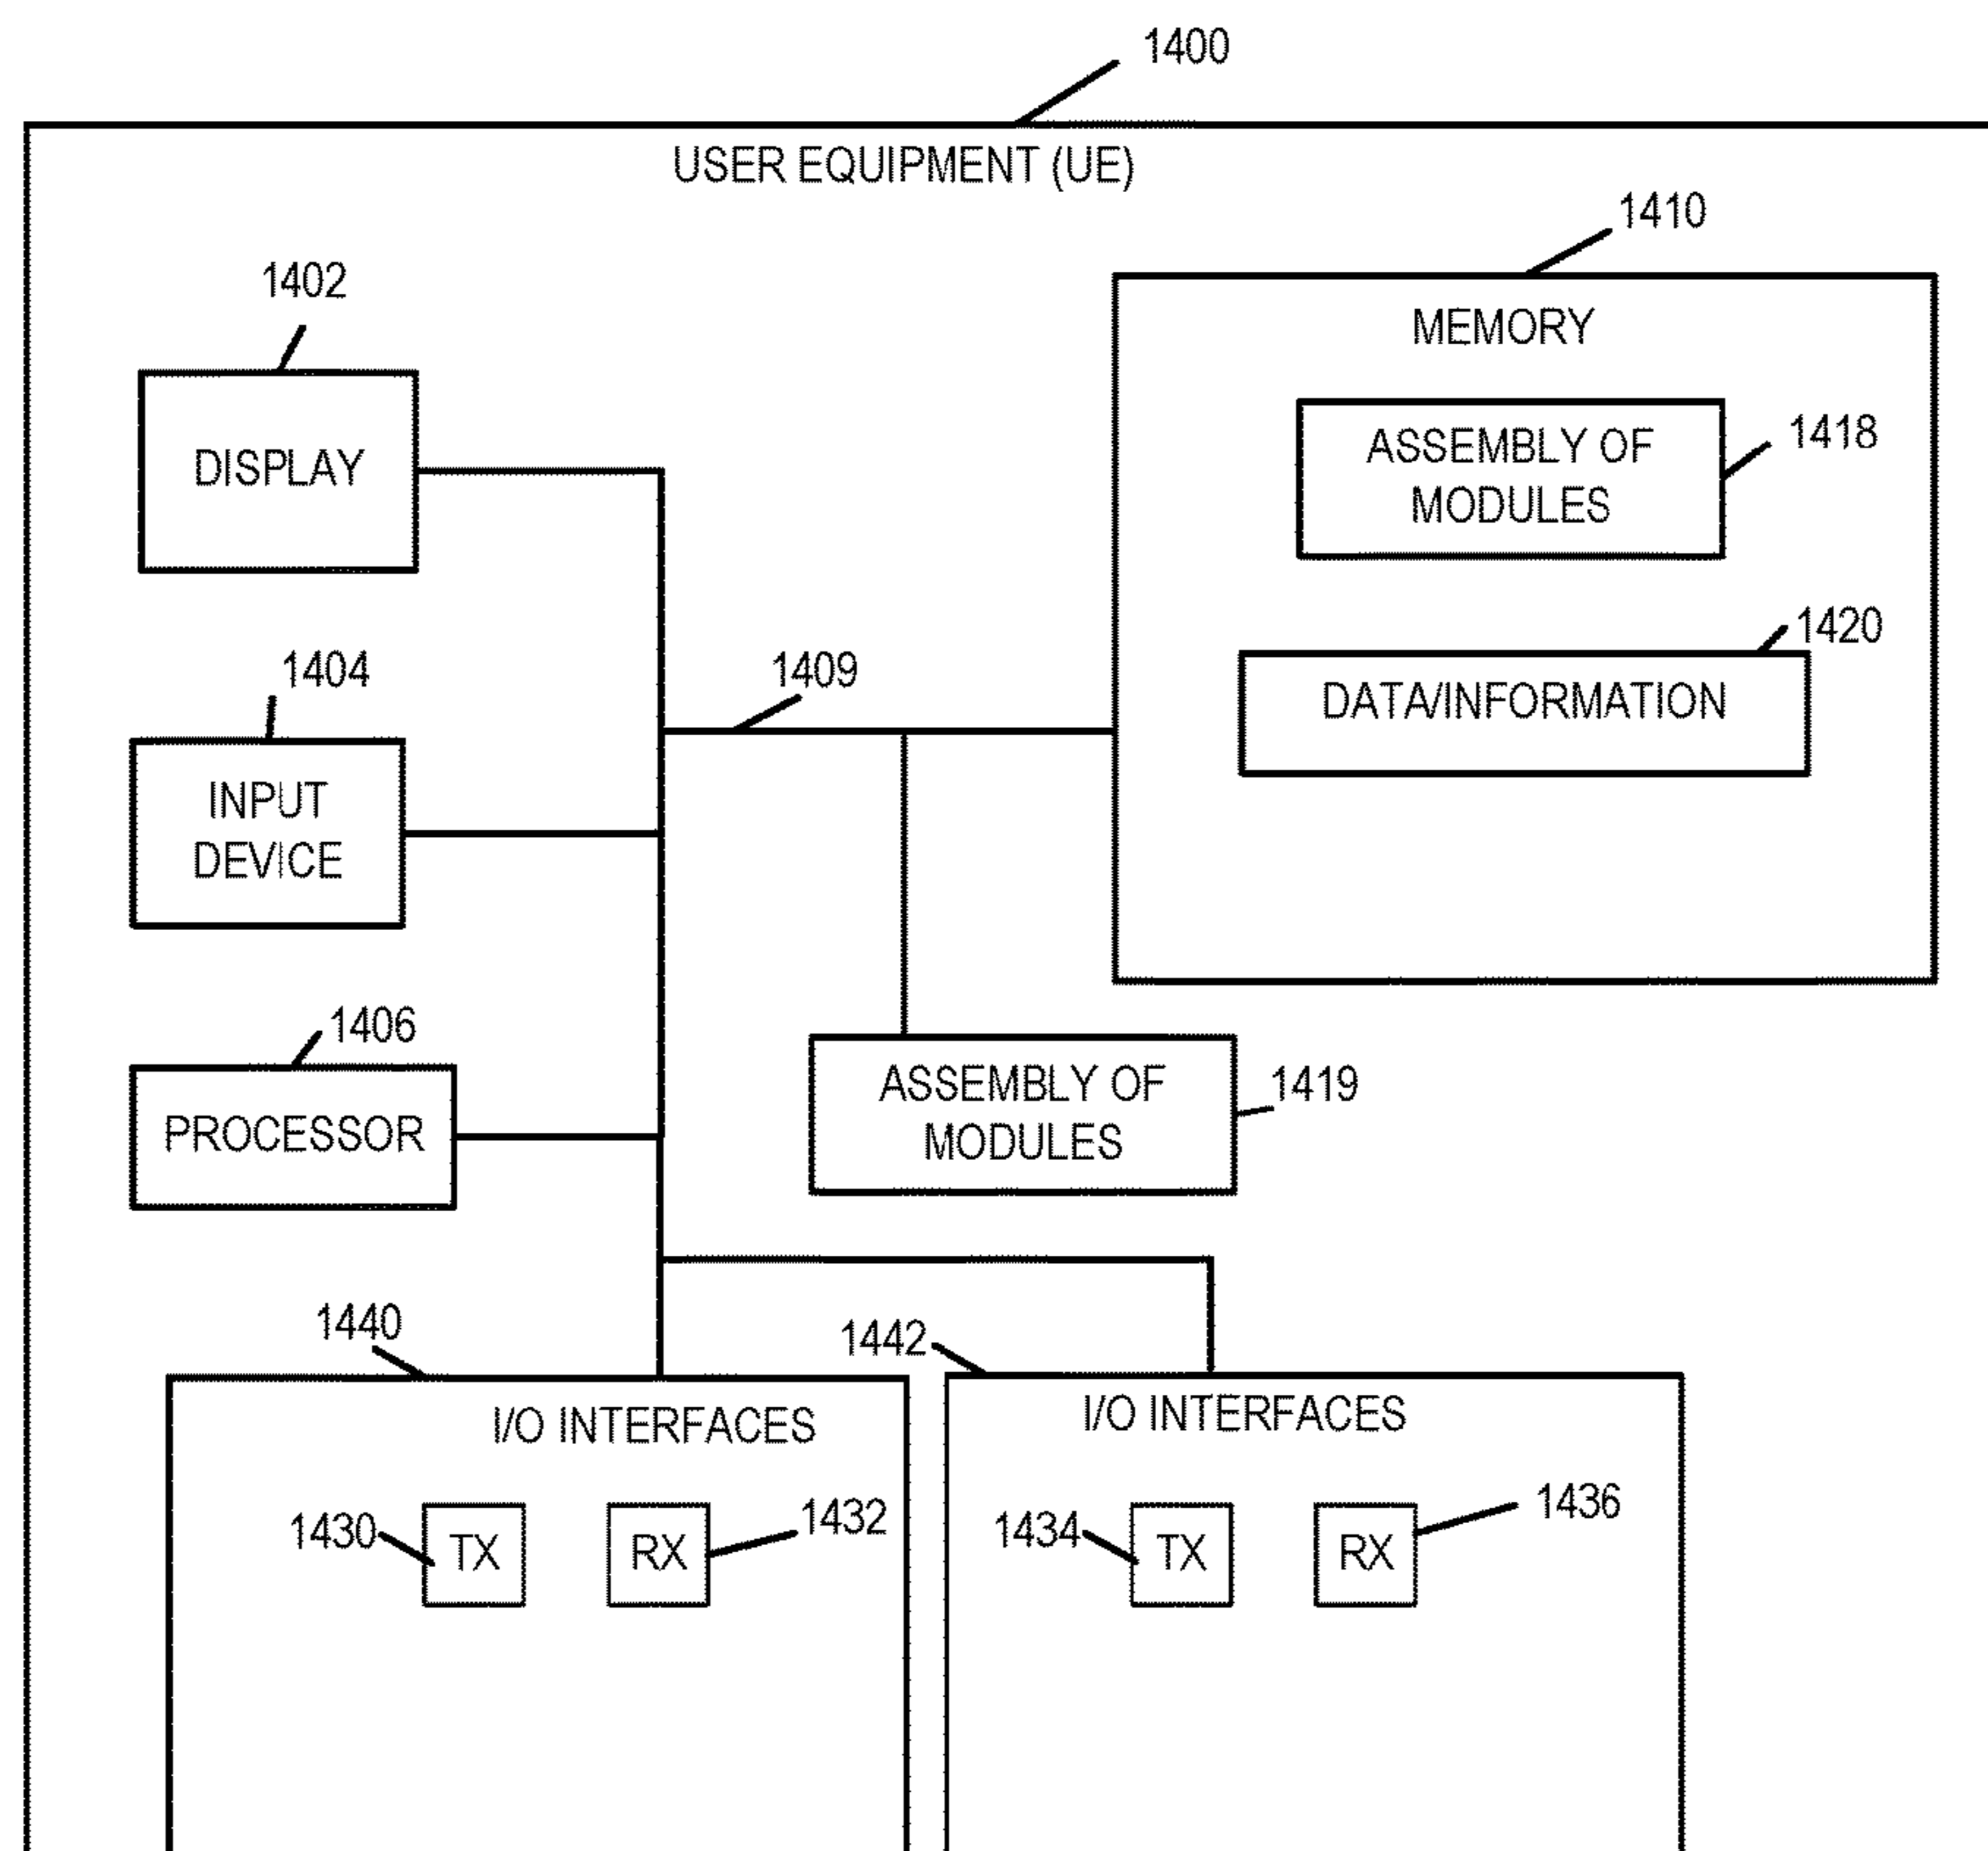 1400
USER EQUIPMENT (UE)
1410
1402
MEMORY
DISPLAY
ASSEMBLY OF
MODULES
1418
1420
DATA/INFORMATION
1404
1409
INPUT
DEVICE
1406
PROCESSOR
ASSEMBLY OF
MODULES
1419
1440
1442
I/O INTERFACES
I/O INTERFACES
1430
TX
RX
1432
1434
TX
RX
1436